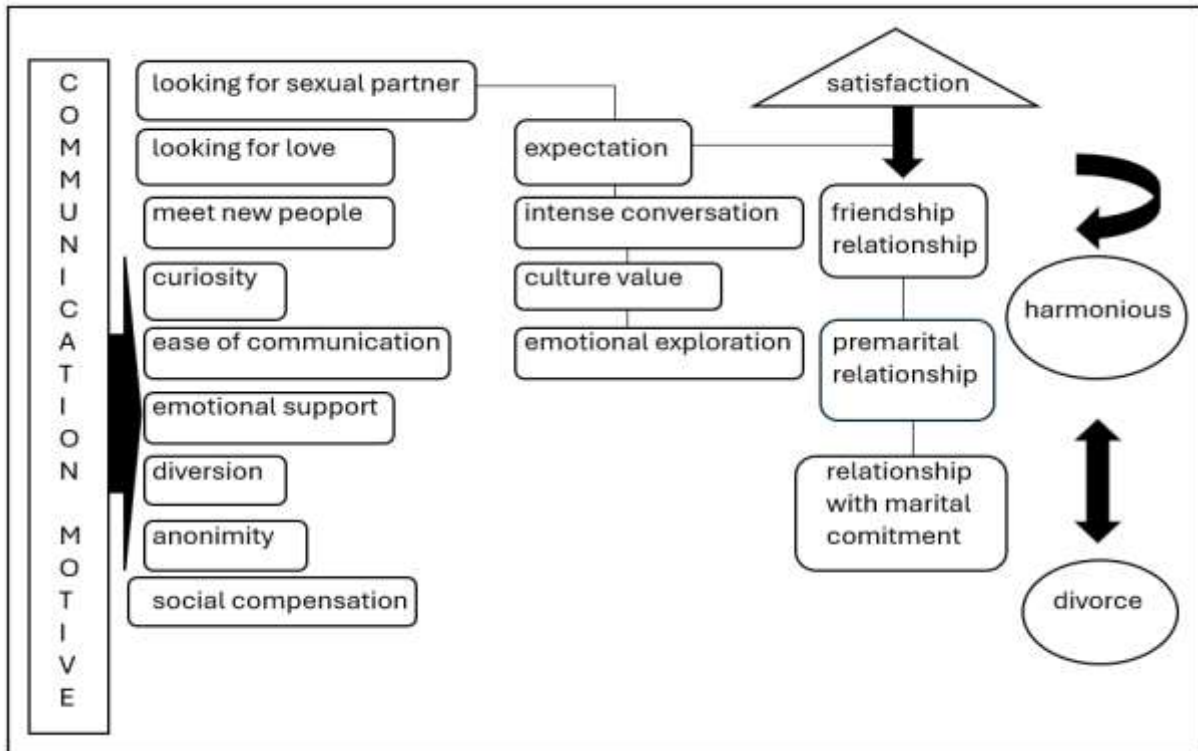 COMMUNICATION MOTIVE
looking for sexual partner
looking for love
meet new people
curiosity
ease of communication
emotional support
diversion
anonimity
social compensation
expectation
intense conversation
culture value
emotional exploration
satisfaction
friendship
relationship
premarital
relationship
relationship
with marital
comitment
harmonious
divorce